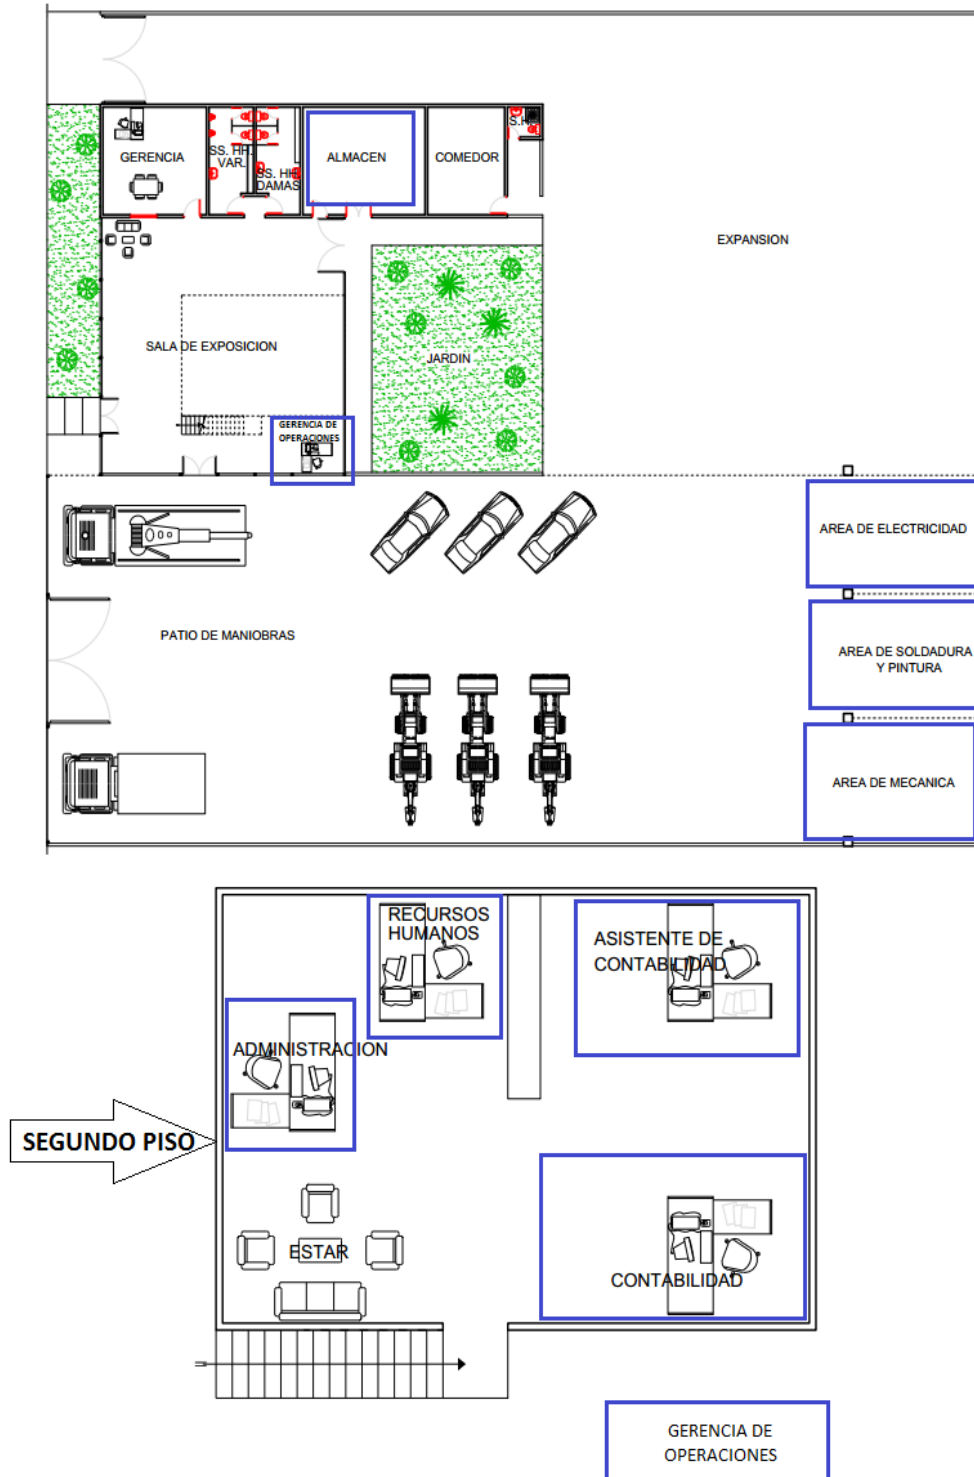 GERENCIA
SS. HH.
VAR.
SS. HH.
DAMAS
ALMACEN
COMEDOR
EXPANSION
SALA DE EXPOSICION
JARDIN
GERENCIA DE
OPERACIONES
AREA DE ELECTRICIDAD
PATIO DE MANIOBRAS
AREA DE SOLDADURA
Y PINTURA
AREA DE MECANICA
RECURSOS
HUMANOS
ASISTENTE DE
CONTABILIDAD
ADMINISTRACION
SEGUNDO PISO
ESTAR
CONTABILIDAD
GERENCIA DE
OPERACIONES